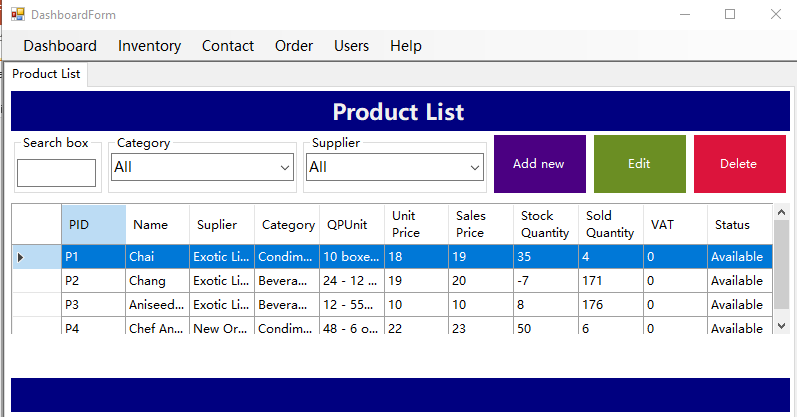 DashboardForm
Dashboard Inventory Contact Order Users Help
Product List
Product List
Search box Category Supplier
All All Add new Edit Delete
PID Name Suplier Category QPUnit Unit Price Sales Price Stock Quantity Sold Quantity VAT Status
P1 Chai Exotic Li... Condim... 10 boxe... 18 19 35 4 0 Available
P2 Chang Exotic Li... Bevera... 24 - 12 ... 19 20 -7 171 0 Available
P3 Aniseed... Exotic Li... Bevera... 12 - 55... 10 10 8 176 0 Available
P4 Chef An... New Or... Condim... 48 - 6 o... 22 23 50 6 0 Available